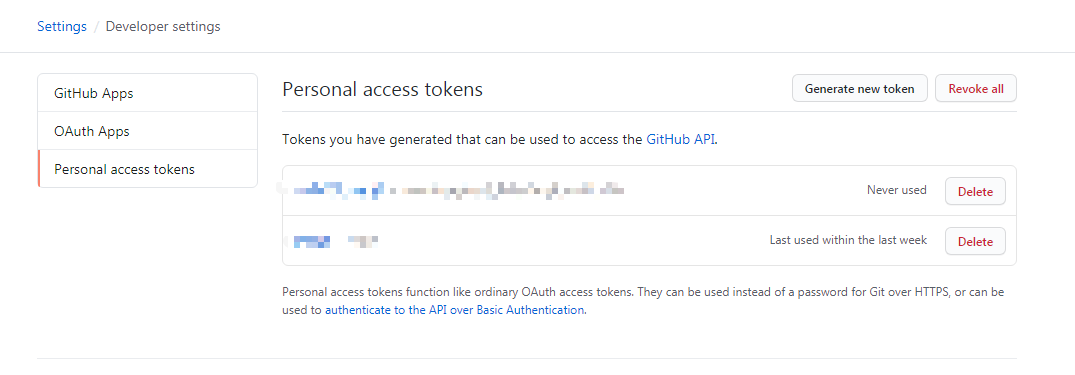 Settings / Developer settings
GitHub Apps
OAuth Apps
Personal access tokens
Personal access tokens
Generate new token
Revoke all
Tokens you have generated that can be used to access the GitHub API.
Never used
Delete
Last used within the last week
Delete
Personal access tokens function like ordinary OAuth access tokens. They can be used instead of a password for Git over HTTPS, or can be
used to authenticate to the API over Basic Authentication.